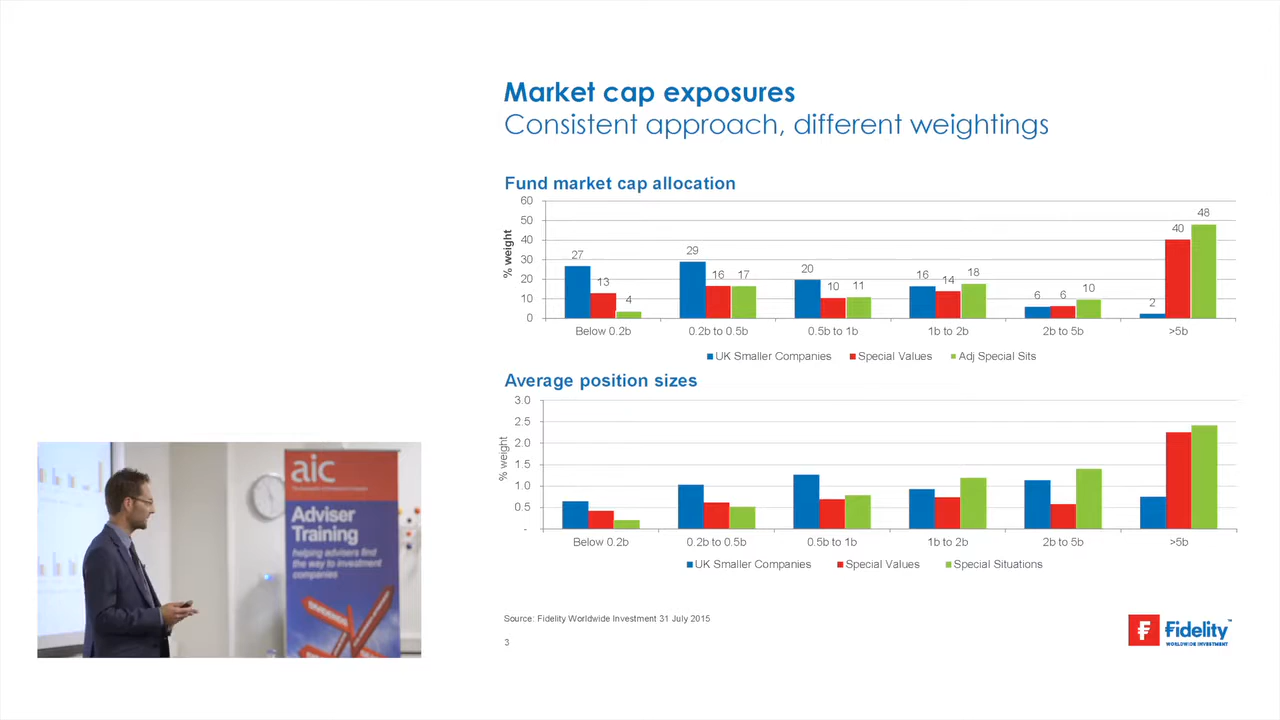 Market cap exposures
Consistent approach, different weightings
Fund market cap allocation
% weight
60
50
40
30
20
10
0
27
13
4
29
16
17
20
10
11
16
14
18
6
6
10
2
40
48
Below 0.2b
0.2b to 0.5b
0.5b to 1b
1b to 2b
2b to 5b
>5b
UK Smaller Companies
Special Values
Adj Special Sits
Average position sizes
% weight
3.0
2.5
2.0
1.5
1.0
0.5
-
Below 0.2b
0.2b to 0.5b
0.5b to 1b
1b to 2b
2b to 5b
>5b
UK Smaller Companies
Special Values
Special Situations
aic
Adviser
Training
helping advisers find
the way to investment
companies
DIVIDENDS
Source: Fidelity Worldwide Investment 31 July 2015
3
Fidelity™
WORLDWIDE INVESTMENT